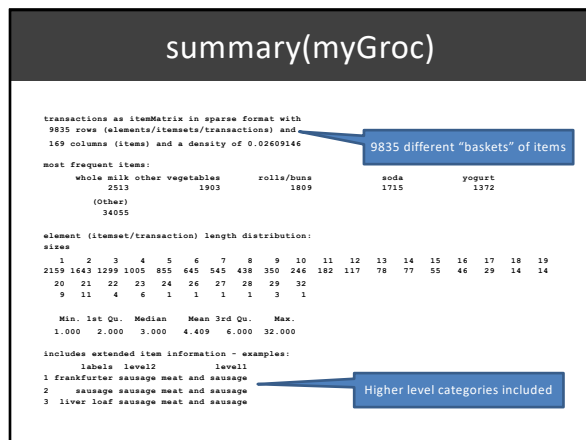 summary(myGroc)
transactions as itemMatrix in sparse format with
9835 rows (elements/itemsets/transactions) and
169 columns (items) and a density of 0.02609146
9835 different “baskets” of items
most frequent items:
whole milk other vegetables rolls/buns soda yogurt
2513 1903 1809 1715 1372
(Other)
34055
element (itemset/transaction) length distribution:
sizes
1 2 3 4 5 6 7 8 9 10 11 12 13 14 15 16 17 18 19
2159 1643 1299 1005 855 645 545 438 350 246 182 117 78 77 55 46 29 14 14
20 21 22 23 24 26 27 28 29 32
9 11 4 6 1 1 1 1 3 1
Min. 1st Qu. Median Mean 3rd Qu. Max.
1.000 2.000 3.000 4.409 6.000 32.000
includes extended item information - examples:
labels level2 level1
1 frankfurter sausage meat and sausage
2 sausage sausage meat and sausage
3 liver loaf sausage meat and sausage
Higher level categories included